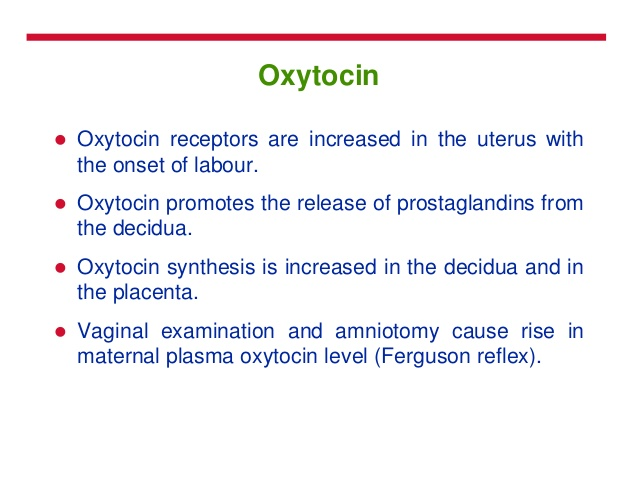 Oxytocin
● Oxytocin receptors are increased in the uterus with
the onset of labour.
● Oxytocin promotes the release of prostaglandins from
the decidua.
● Oxytocin synthesis is increased in the decidua and in
the placenta.
● Vaginal examination and amniotomy cause rise in
maternal plasma oxytocin level (Ferguson reflex).